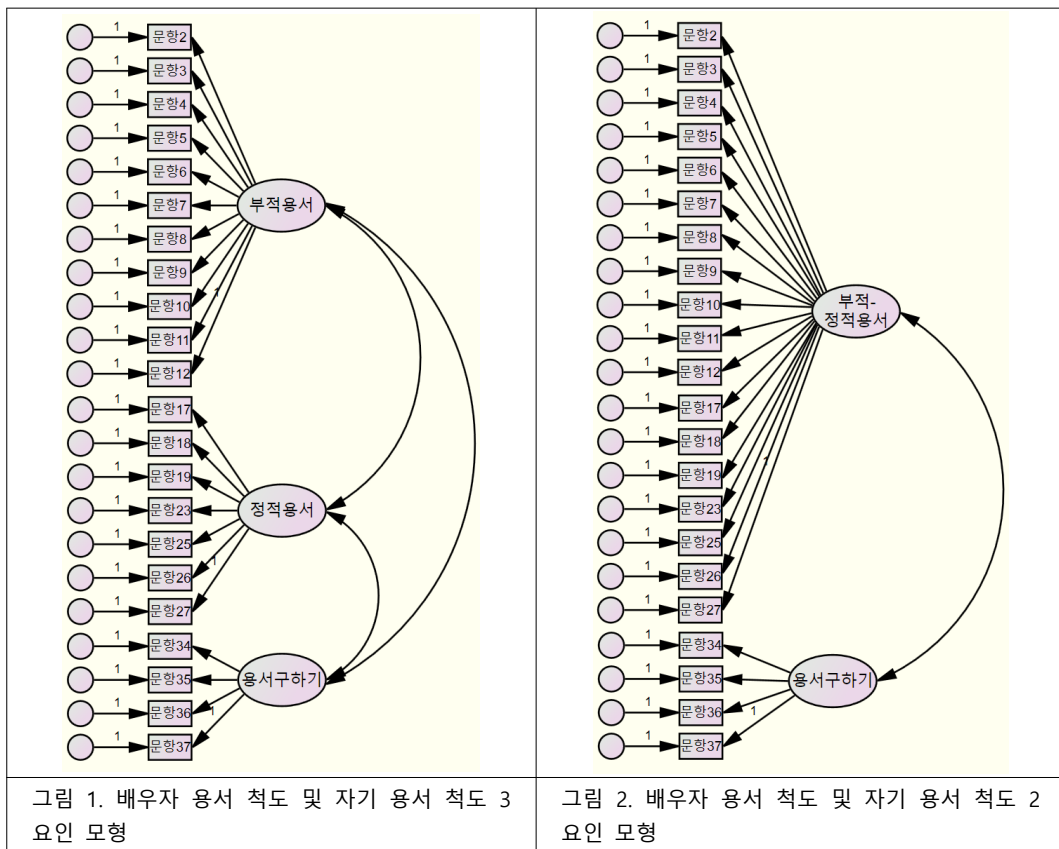 1
문항2
1
문항3
1
문항4
1
문항5
1
문항6
1
문항7
1
문항8
1
문항9
1
문항10
1
문항11
1
문항12
1
문항17
1
문항18
1
문항19
1
문항23
1
문항25
1
문항26
1
문항27
1
문항34
1
문항35
1
문항36
1
문항37
1
1
1
부적용서
정적용서
용서구하기
그림 1. 배우자 용서 척도 및 자기 용서 척도 3
요인 모형
1
문항2
1
문항3
1
문항4
1
문항5
1
문항6
1
문항7
1
문항8
1
문항9
1
문항10
1
문항11
1
문항12
1
문항17
1
문항18
1
문항19
1
문항23
1
문항25
1
문항26
1
문항27
1
문항34
1
문항35
1
문항36
1
문항37
1
1
부적-
정적용서
용서구하기
그림 2. 배우자 용서 척도 및 자기 용서 척도 2
요인 모형